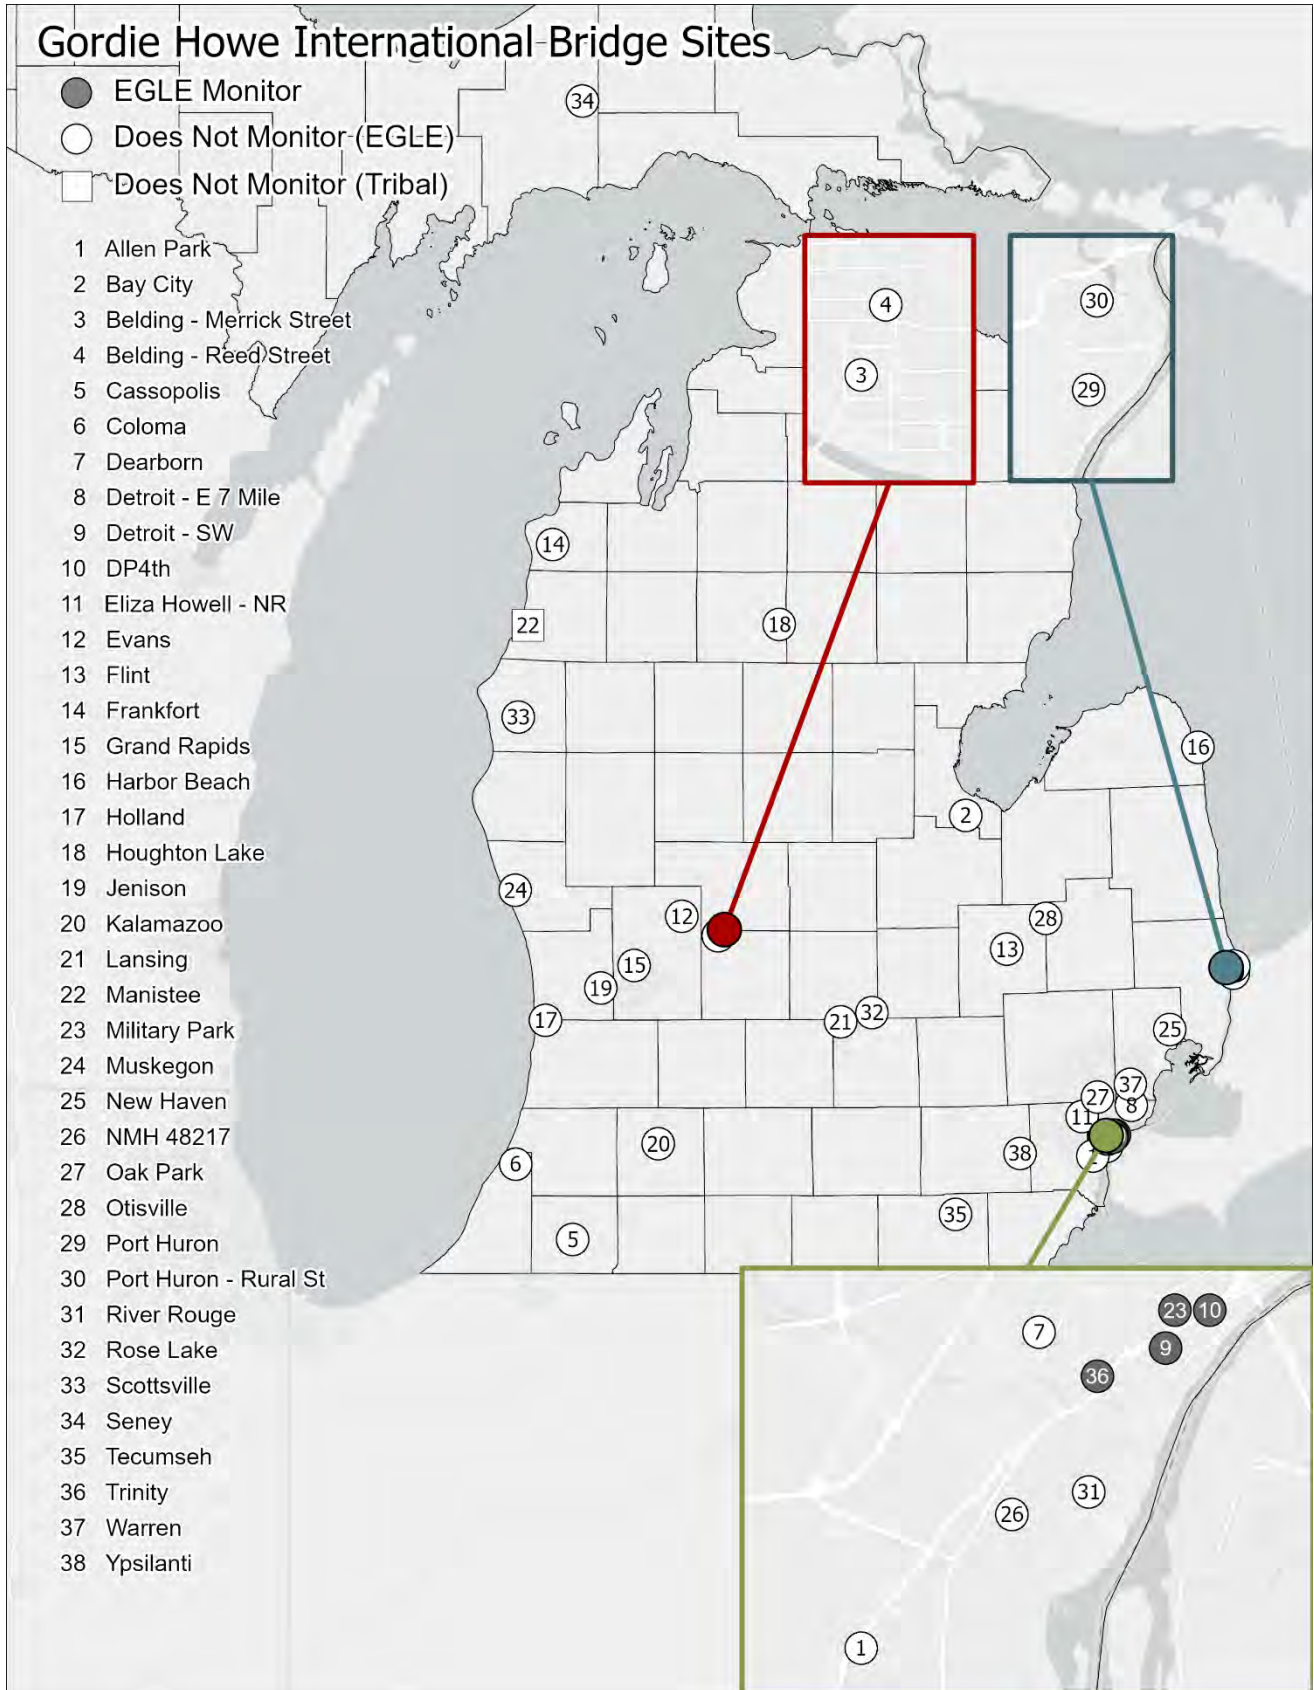 Gordie Howe International Bridge Sites
EGLE Monitor
Does Not Monitor (EGLE)
Does Not Monitor (Tribal)
1 Allen Park
2 Bay City
3 Belding - Merrick Street
4 Belding - Reed Street
5 Cassopolis
6 Coloma
7 Dearborn
8 Detroit - E 7 Mile
9 Detroit - SW
10 DP4th
11 Eliza Howell - NR
12 Evans
13 Flint
14 Frankfort
15 Grand Rapids
16 Harbor Beach
17 Holland
18 Houghton Lake
19 Jenison
20 Kalamazoo
21 Lansing
22 Manistee
23 Military Park
24 Muskegon
25 New Haven
26 NMH 48217
27 Oak Park
28 Otisville
29 Port Huron
30 Port Huron - Rural St
31 River Rouge
32 Rose Lake
33 Scottsville
34 Seney
35 Tecumseh
36 Trinity
37 Warren
38 Ypsilanti
34
4
30
3
29
14
22
18
33
16
2
24
12
28
13
15
19
32
17
21
25
37
27
8
11
20
38
6
35
5
23 10
7
9
36
31
26
1